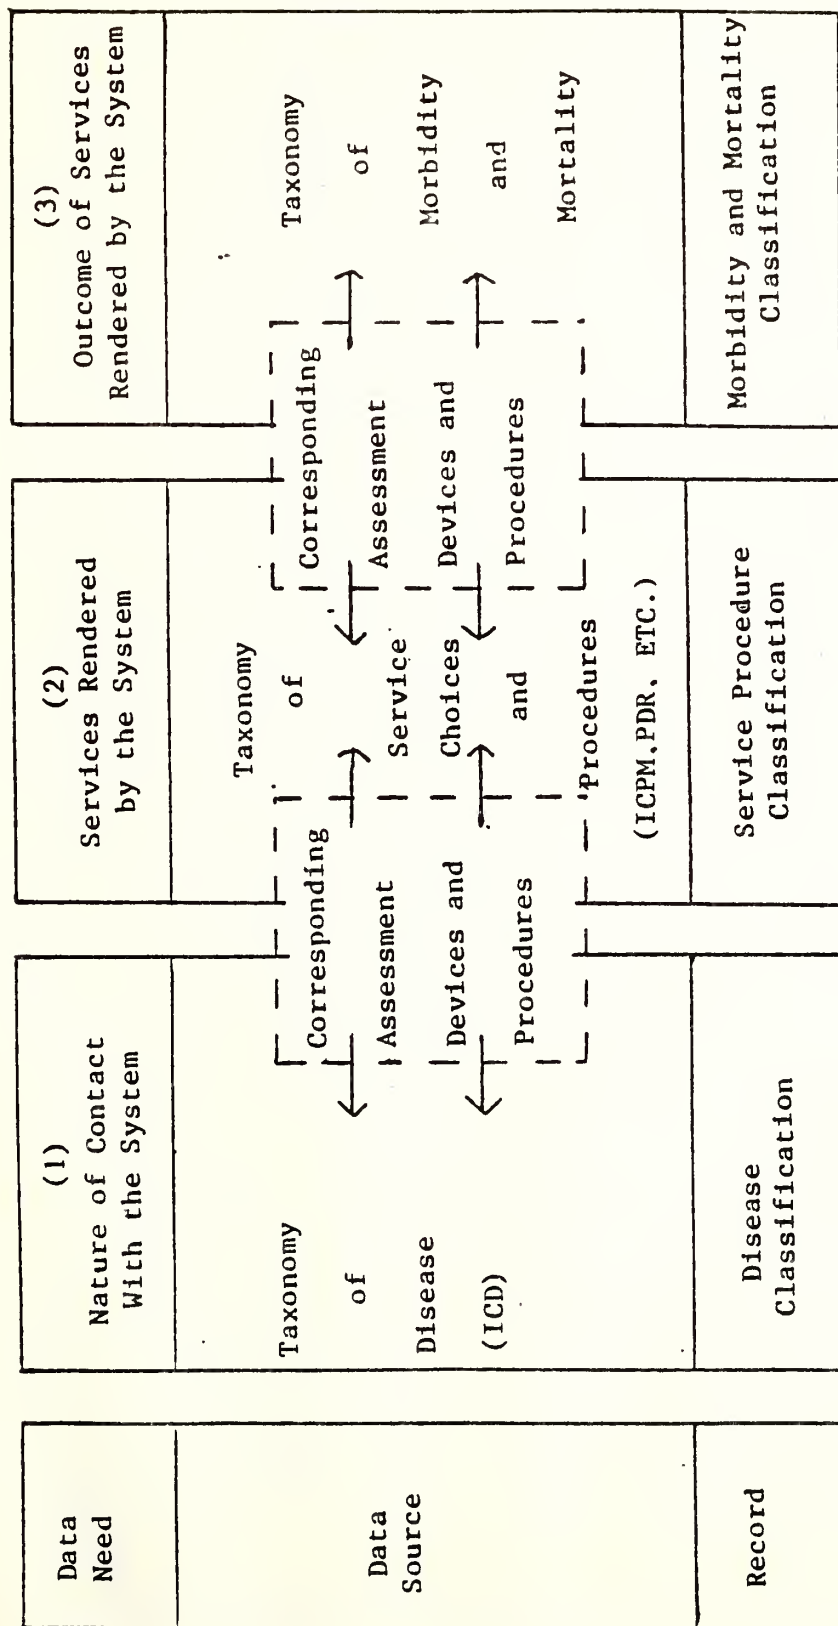 Data
Need
Data
Source
Record
(1)
Nature of Contact
With the System
Taxonomy
of
Disease
(ICD)
Disease
Classification
Corresponding
Assessment
Devices and
Procedures
(2)
Services Rendered
by the System
Taxonomy
of
Service
Choices
and
Procedures
(ICPM.PDR, ETC.)
Service Procedure
Classification
Corresponding
Assessment
Devices and
Procedures
(3)
Outcome of Services
Rendered by the System
Taxonomy
of
Morbidity
and
Mortality
Morbidity and Mortality
Classification